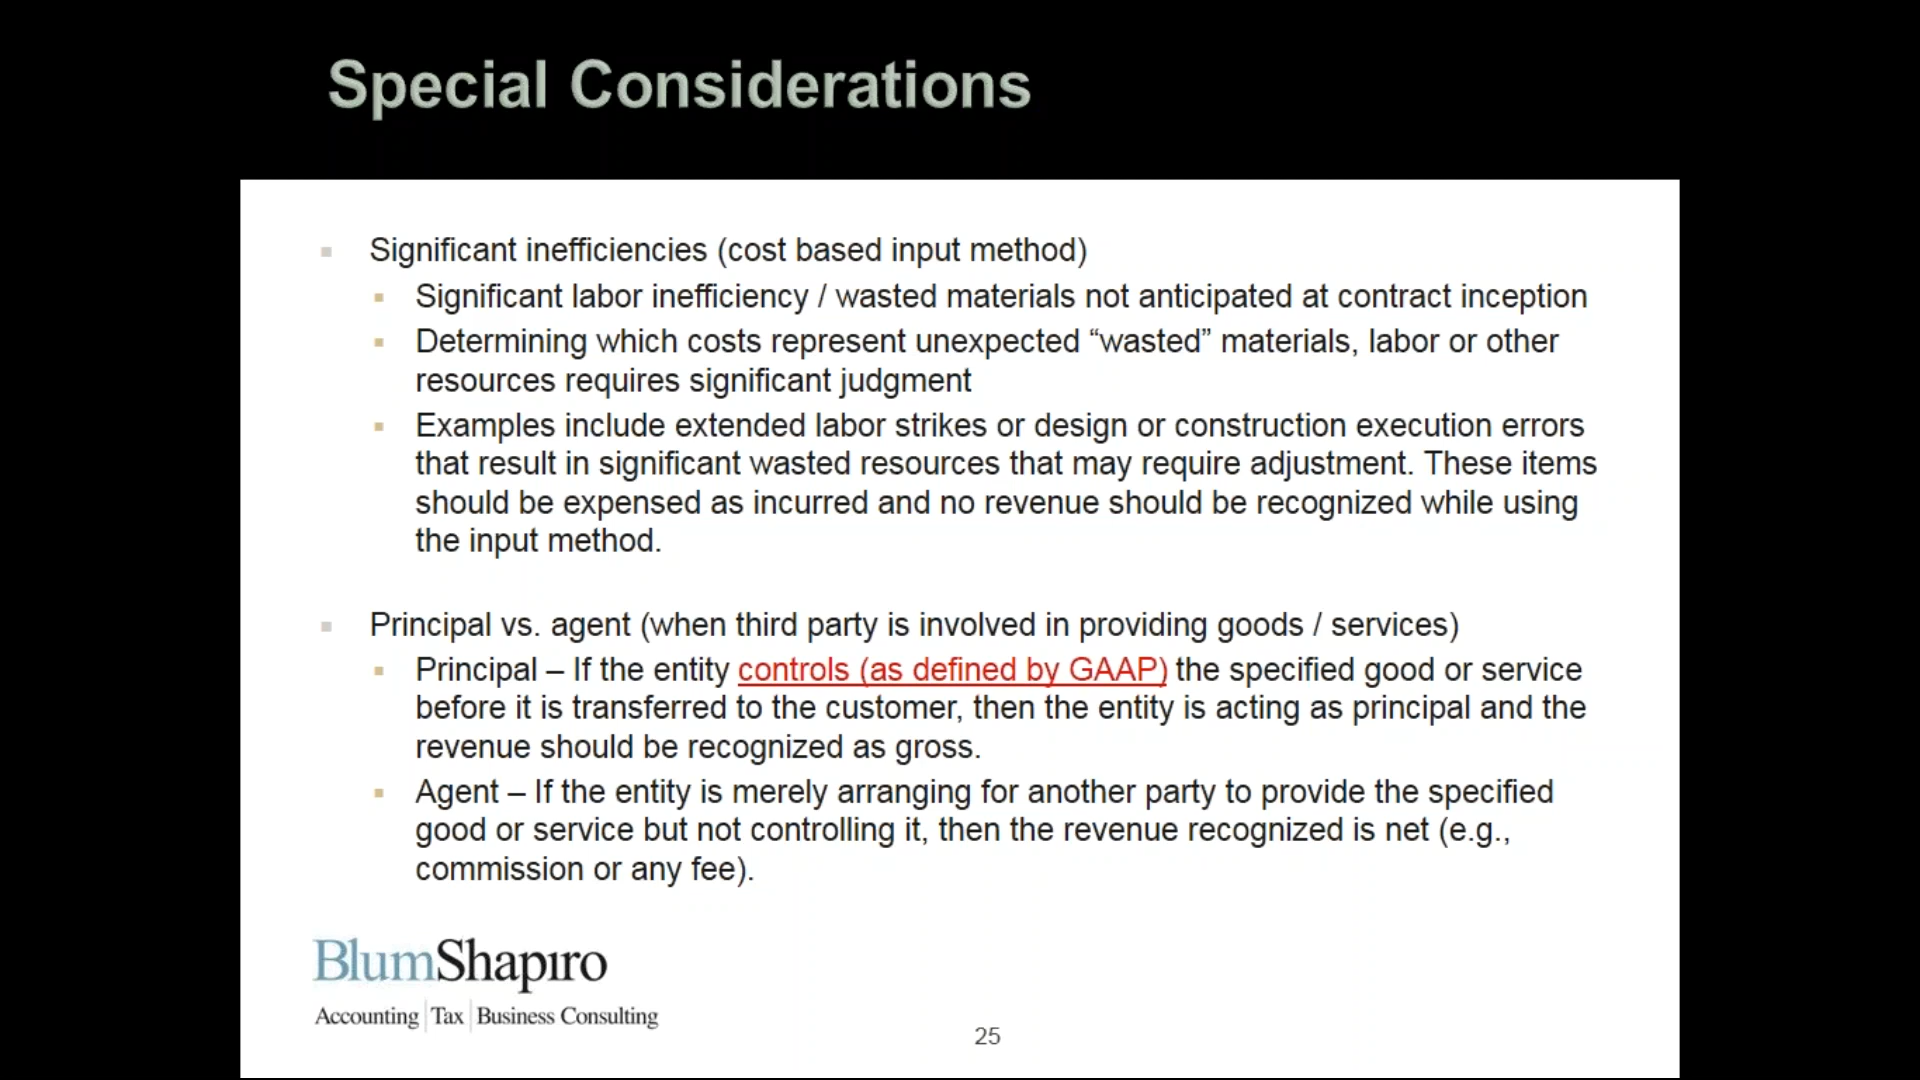 Special Considerations
Significant inefficiencies (cost based input method)
Significant labor inefficiency / wasted materials not anticipated at contract inception
Determining which costs represent unexpected “wasted” materials, labor or other
resources requires significant judgment
Examples include extended labor strikes or design or construction execution errors
that result in significant wasted resources that may require adjustment. These items
should be expensed as incurred and no revenue should be recognized while using
the input method.
Principal vs. agent (when third party is involved in providing goods / services)
Principal – If the entity controls (as defined by GAAP) the specified good or service
before it is transferred to the customer, then the entity is acting as principal and the
revenue should be recognized as gross.
Agent – If the entity is merely arranging for another party to provide the specified
good or service but not controlling it, then the revenue recognized is net (e.g.,
commission or any fee).
BlumShapiro
Accounting | Tax | Business Consulting
25